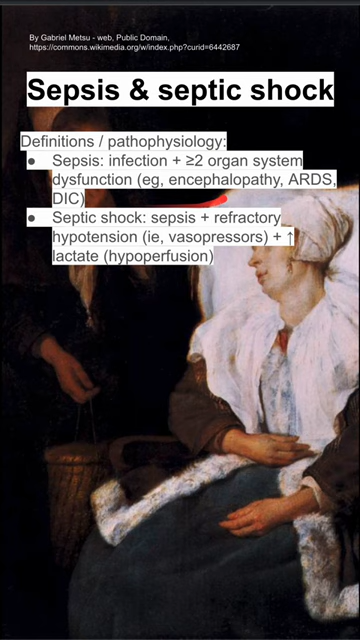 By Gabriel Metsu - web, Public Domain,
https://commons.wikimedia.org/w/index.php?curid=6442687
Sepsis & septic shock
Definitions / pathophysiology:
● Sepsis: infection + ≥2 organ system
dysfunction (eg, encephalopathy, ARDS,
DIC)
● Septic shock: sepsis + refractory
hypotension (ie, vasopressors) + ↑
lactate (hypoperfusion)